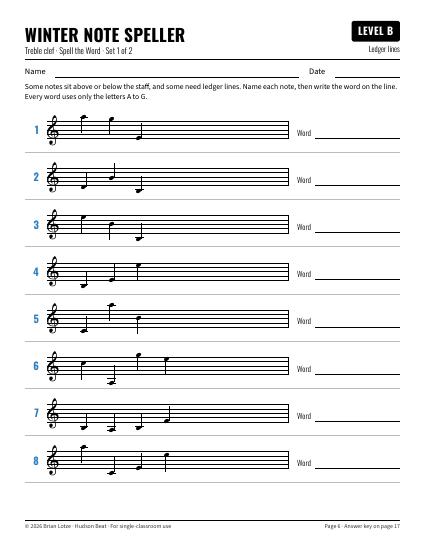 WINTER NOTE SPELLER
LEVEL B
Treble clef · Spell the Word · Set 1 of 2
Ledger lines
Name
Date
Some notes sit above or below the staff, and some need ledger lines. Name each note, then write the word on the line.
Every word uses only the letters A to G.
1 Word
2 Word
3 Word
4 Word
5 Word
6 Word
7 Word
8 Word
© 2026 Brian Lotze · Hudson Beat · For single-classroom use
Page 6 · Answer key on page 17